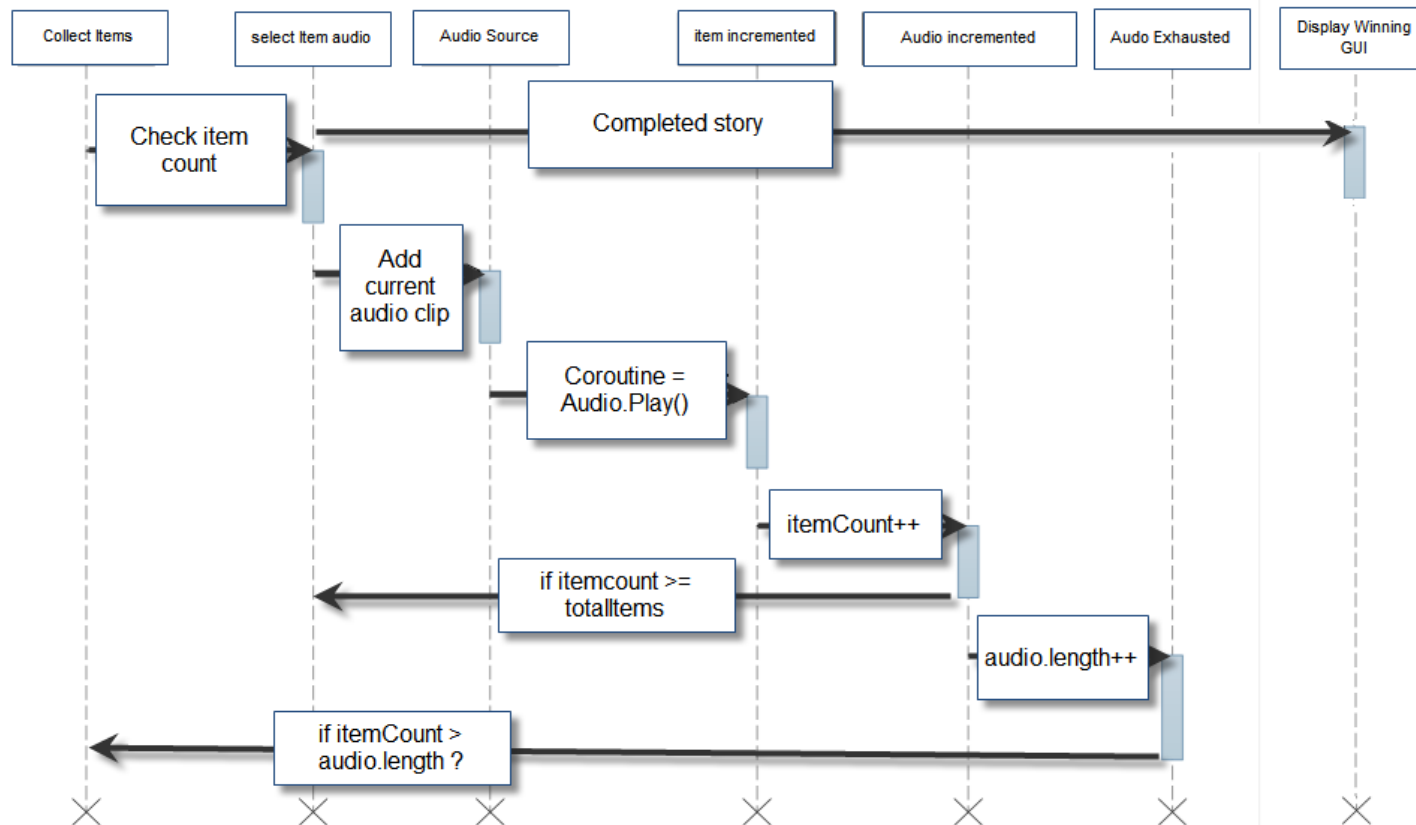 Collect Items
select Item audio
Audio Source
item incremented
Audio incremented
Audo Exhausted
Display Winning
GUI
Check item
count
Completed story
Add
current
audio clip
Coroutine =
Audio.Play()
itemCount++
if itemcount >=
totalItems
audio.length++
if itemCount >
audio.length ?